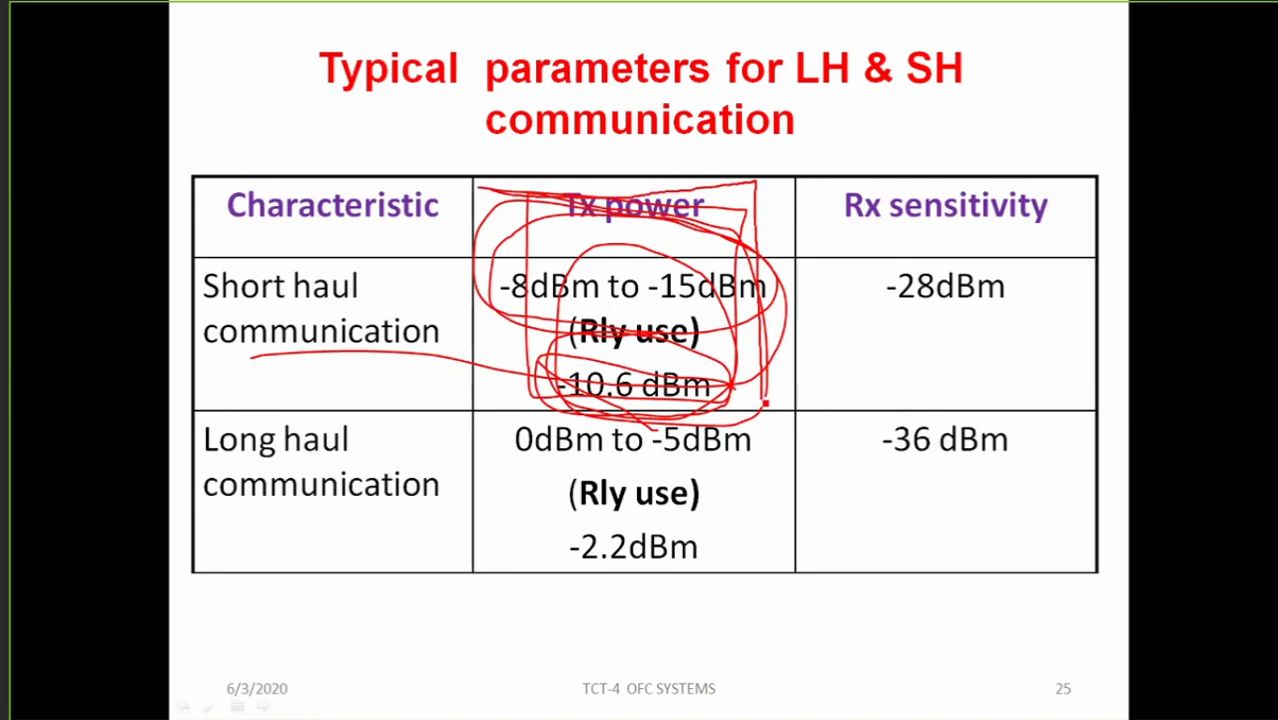 Typical parameters for LH & SH
communication
Characteristic
Tx power
Rx sensitivity
Short haul
communication
-8dBm to -15dBm
(Rly use)
-10.6 dBm
-28dBm
Long haul
communication
0dBm to -5dBm
(Rly use)
-2.2dBm
-36 dBm
6/3/2020
TCT-4 OFC SYSTEMS
25